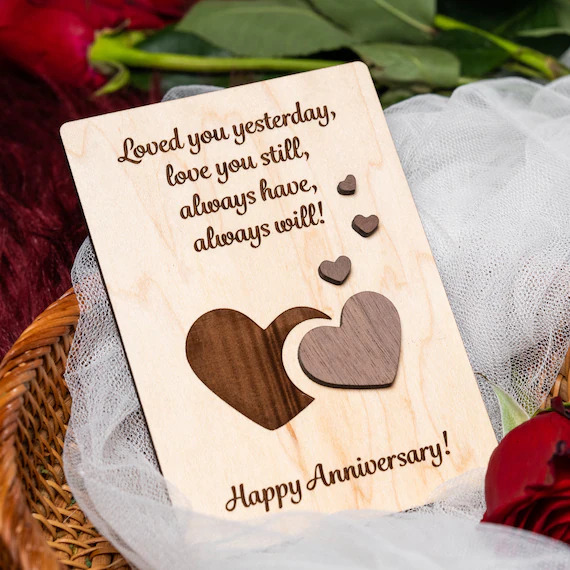 Loved you yesterday,
love you still,
always have,
always will!
Happy Anniversary!